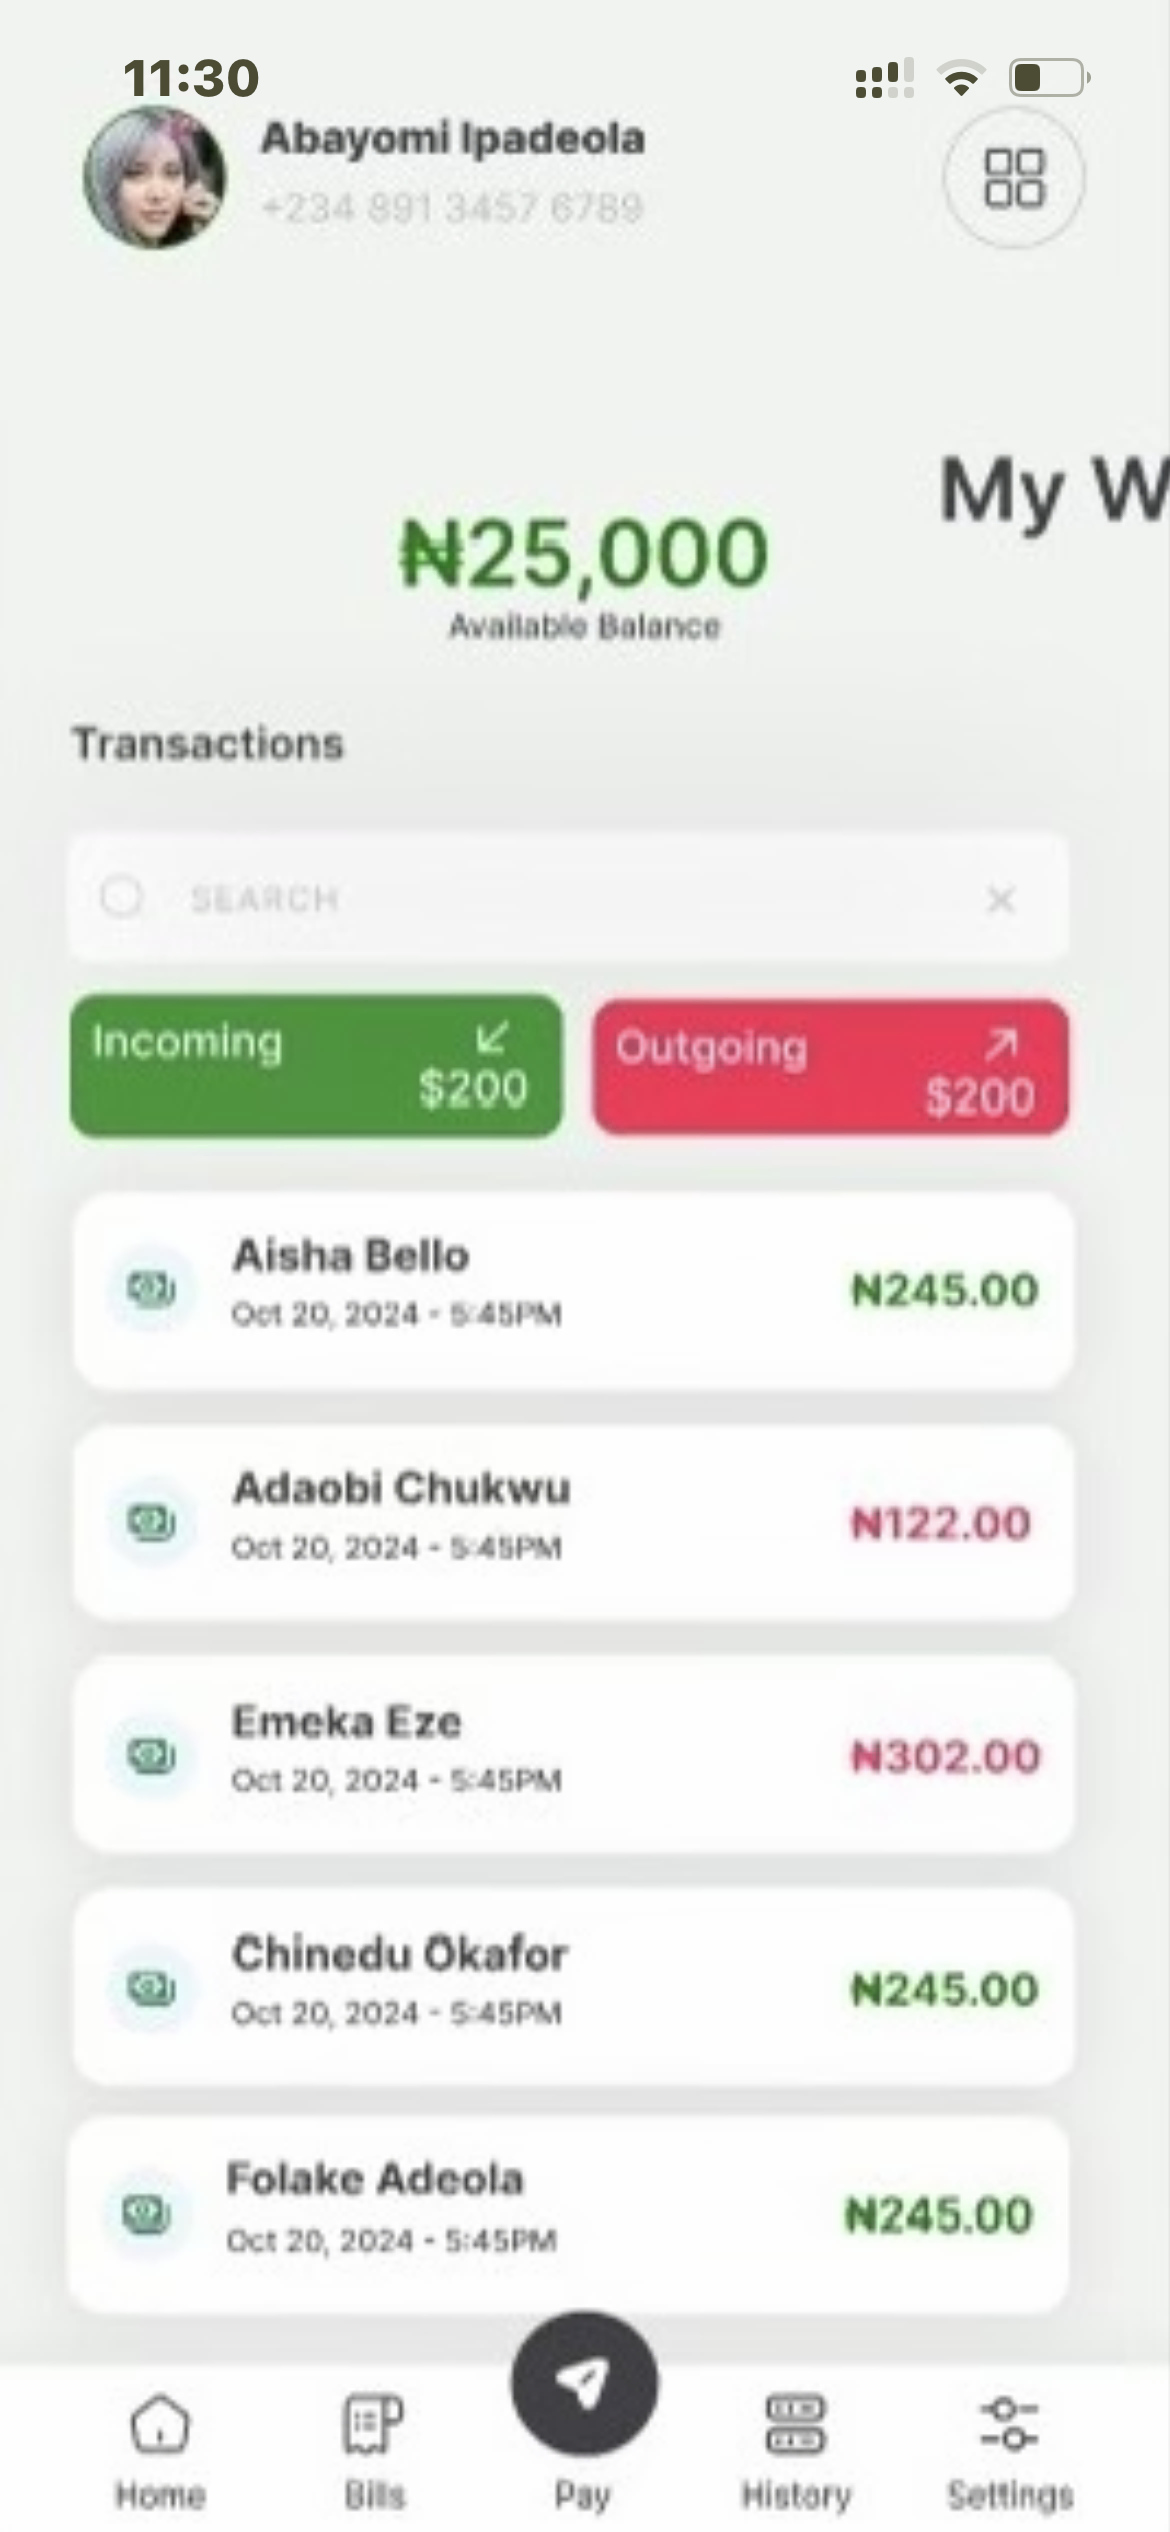 11:30
Abayomi Ipadeola
+234 891 3457 6789
My W
₦25,000
Available Balance
Transactions
SEARCH
Incoming
$200
Outgoing
$200
Aisha Bello
Oct 20, 2024 - 5:45PM
₦245.00
Adaobi Chukwu
Oct 20, 2024 - 5:45PM
₦122.00
Emeka Eze
Oct 20, 2024 - 5:45PM
₦302.00
Chinedu Okafor
Oct 20, 2024 - 5:45PM
₦245.00
Folake Adeola
Oct 20, 2024 - 5:45PM
₦245.00
Home
Bills
Pay
History
Settings